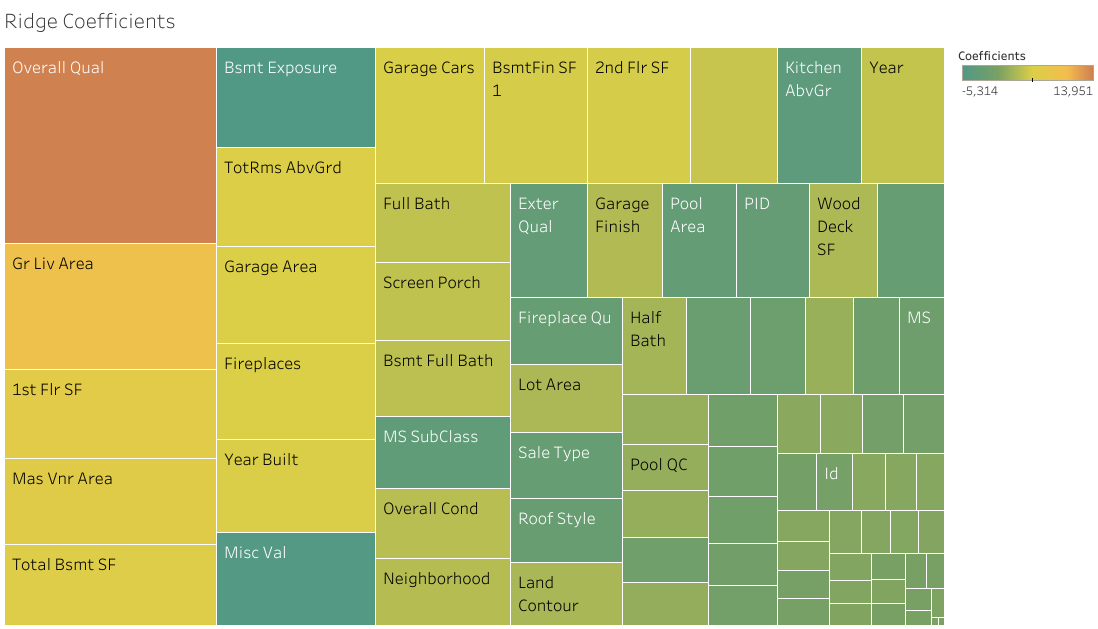 Ridge Coefficients
Overall Qual
Gr Liv Area
1st Flr SF
Mas Vnr Area
Total Bsmt SF
Bsmt Exposure
TotRms AbvGrd
Garage Area
Fireplaces
Year Built
Misc Val
Garage Cars
BsmtFin SF
1
2nd Flr SF
Kitchen
AbvGr
Year
Full Bath
Screen Porch
Bsmt Full Bath
MS SubClass
Overall Cond
Neighborhood
Exter
Qual
Garage
Finish
Pool
Area
PID
Wood
Deck
SF
Fireplace Qu
Lot Area
Sale Type
Roof Style
Land
Contour
Half
Bath
MS
Pool QC
Id
Coefficients
-5,314
13,951